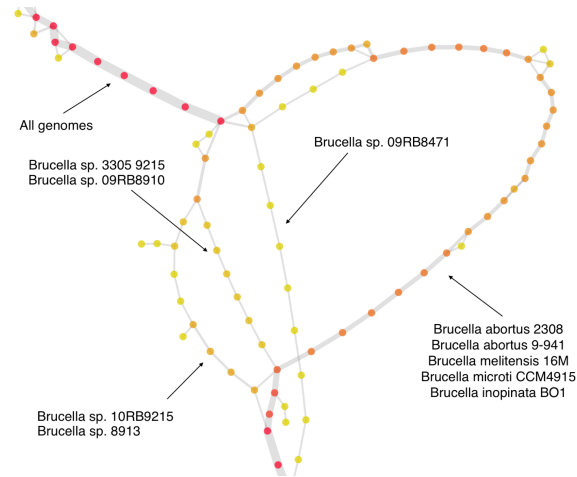 All genomes
Brucella sp. 09RB8471
Brucella sp. 3305 9215
Brucella sp. 09RB8910
Brucella abortus 2308
Brucella abortus 9-941
Brucella melitensis 16M
Brucella microti CCM4915
Brucella inopinata BO1
Brucella sp. 10RB9215
Brucella sp. 8913